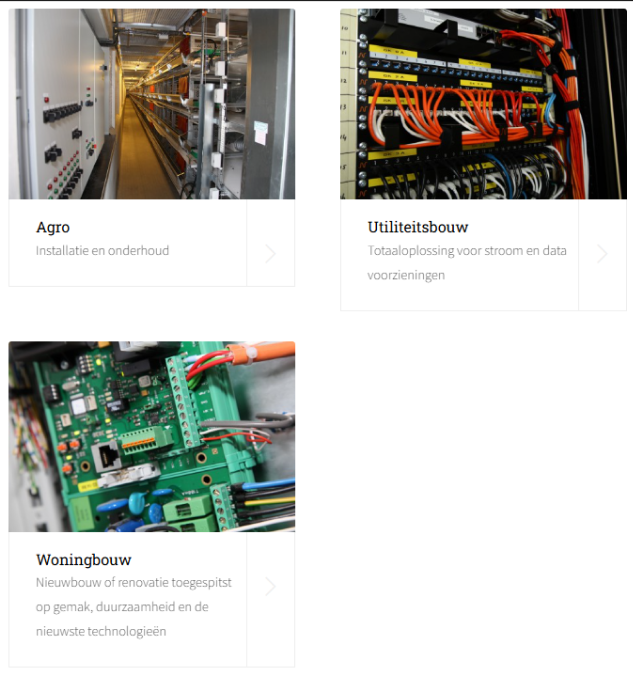 Agro
Installatie en onderhoud
Utiliteitsbouw
Totaaloplossing voor stroom en data
voorzieningen
Woningbouw
Nieuwbouw of renovatie toegespitst
op gemak, duurzaamheid en de
nieuwste technologieën